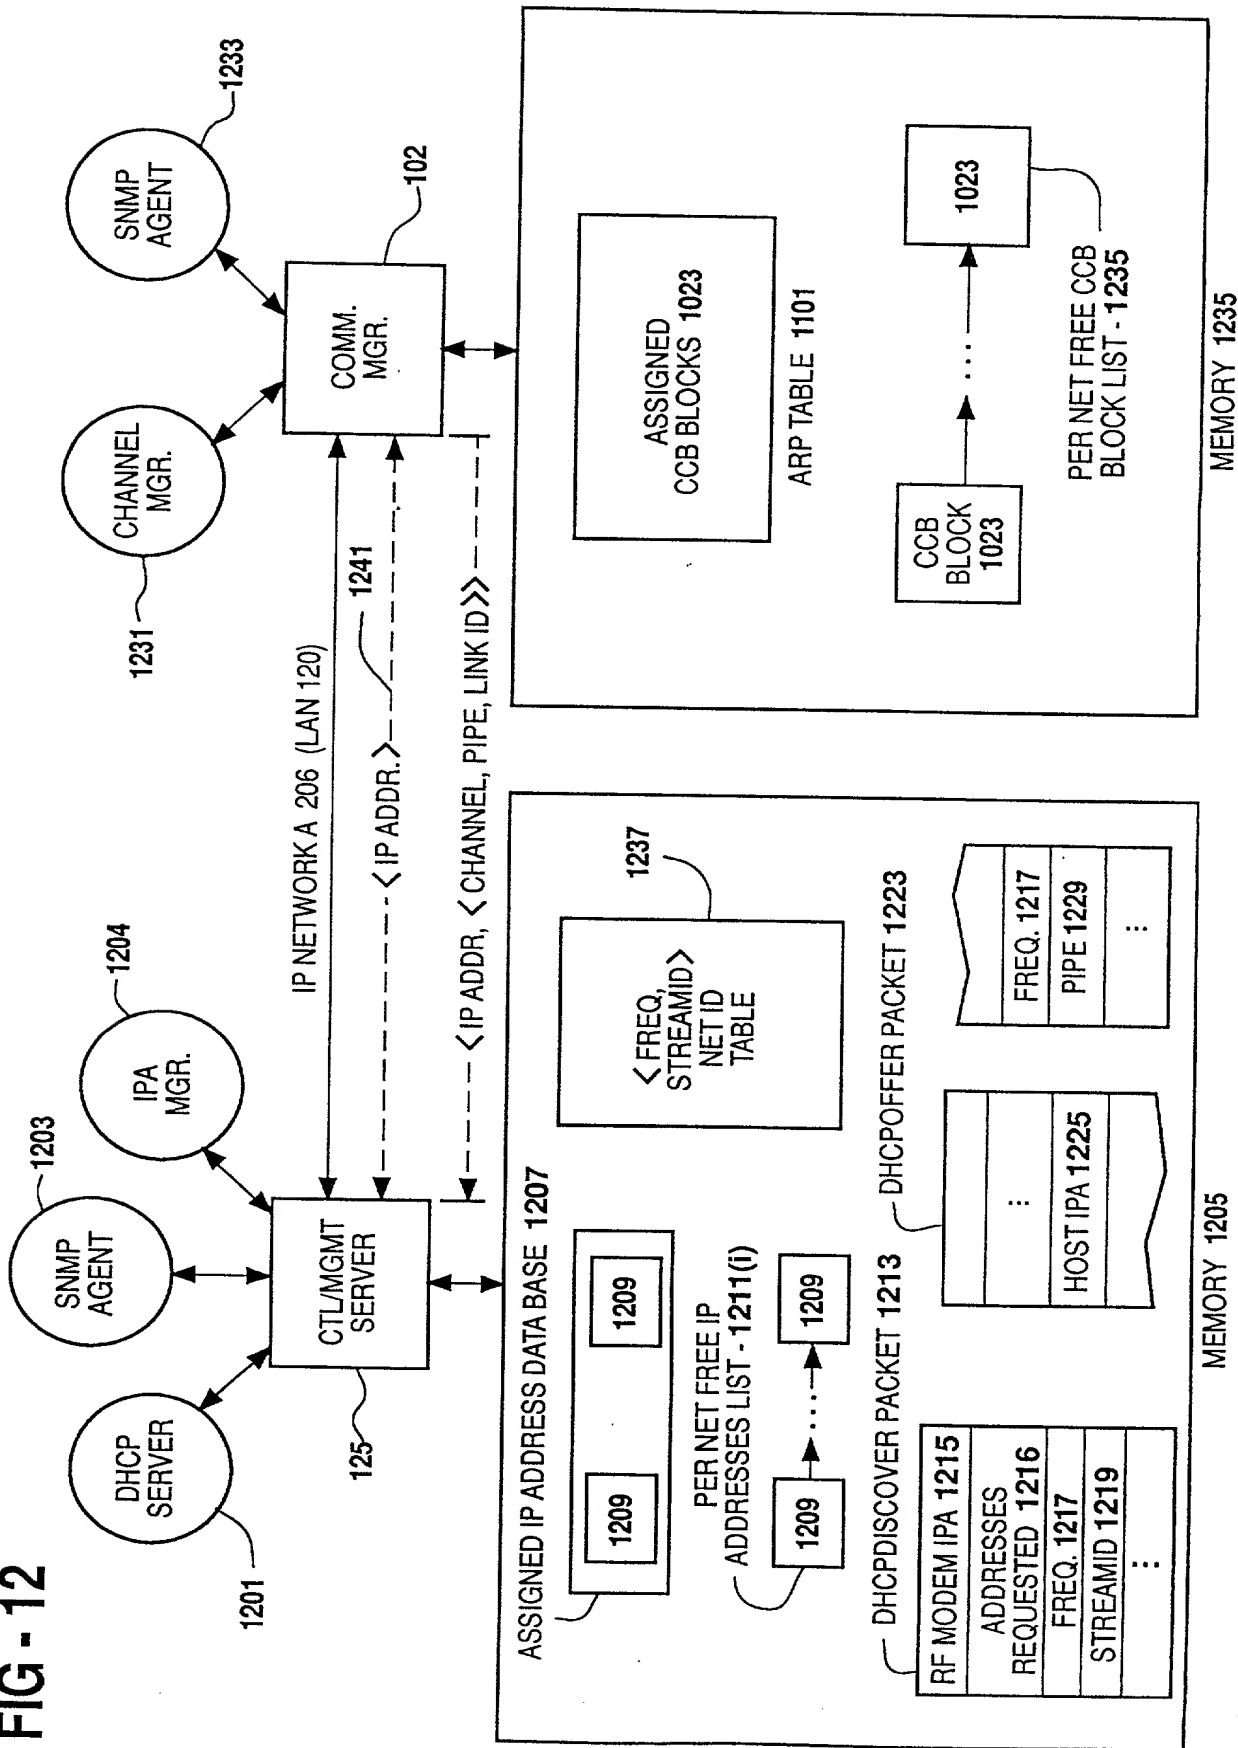 FIG - 12
DHCP
SERVER
1201
SNMP
AGENT
1203
IPA
MGR.
1204
CTL/MGMT
SERVER
125
IP NETWORK A 206 (LAN 120)
<IP ADDR.>
1241
<IP ADDR, <CHANNEL, PIPE, LINK ID>>
CHANNEL
MGR.
1231
SNMP
AGENT
1233
COMM.
MGR.
102
ASSIGNED IP ADDRESS DATA BASE 1207
1209
1209
PER NET FREE IP
ADDRESSES LIST - 1211(i)
1209
1209
<FREQ,
STREAMID>
NET ID
TABLE
1237
DHCPDISCOVER PACKET 1213
RF MODEM IPA 1215
ADDRESSES
REQUESTED 1216
FREQ. 1217
STREAMID 1219
...
DHCPOFFER PACKET 1223
...
HOST IPA 1225
FREQ. 1217
PIPE 1229
...
MEMORY 1205
ASSIGNED
CCB BLOCKS 1023
ARP TABLE 1101
CCB
BLOCK
1023
1023
PER NET FREE CCB
BLOCK LIST - 1235
MEMORY 1235